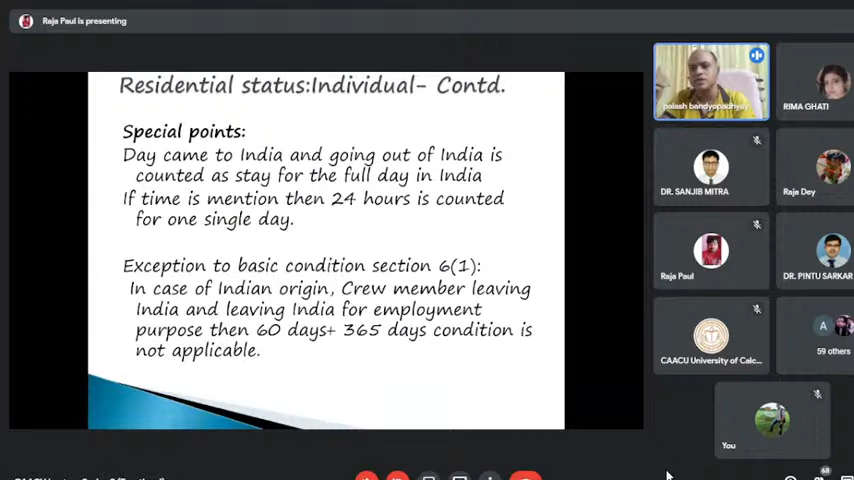 Raja Paul is presenting
Residential status:Individual- Contd.
Special points:
Day came to India and going out of India is
counted as stay for the full day in India
If time is mention then 24 hours is counted
for one single day.
Exception to basic condition section 6(1):
In case of Indian origin, Crew member leaving
India and leaving India for employment
purpose then 60 days+ 365 days condition is
not applicable.
palash bandyopadhyay
RIMA GHATI
DR. SANJIB MITRA
Raja Dey
Raja Paul
DR. PINTU SARKAR
CAACU University of Calc...
A
59 others
You
68